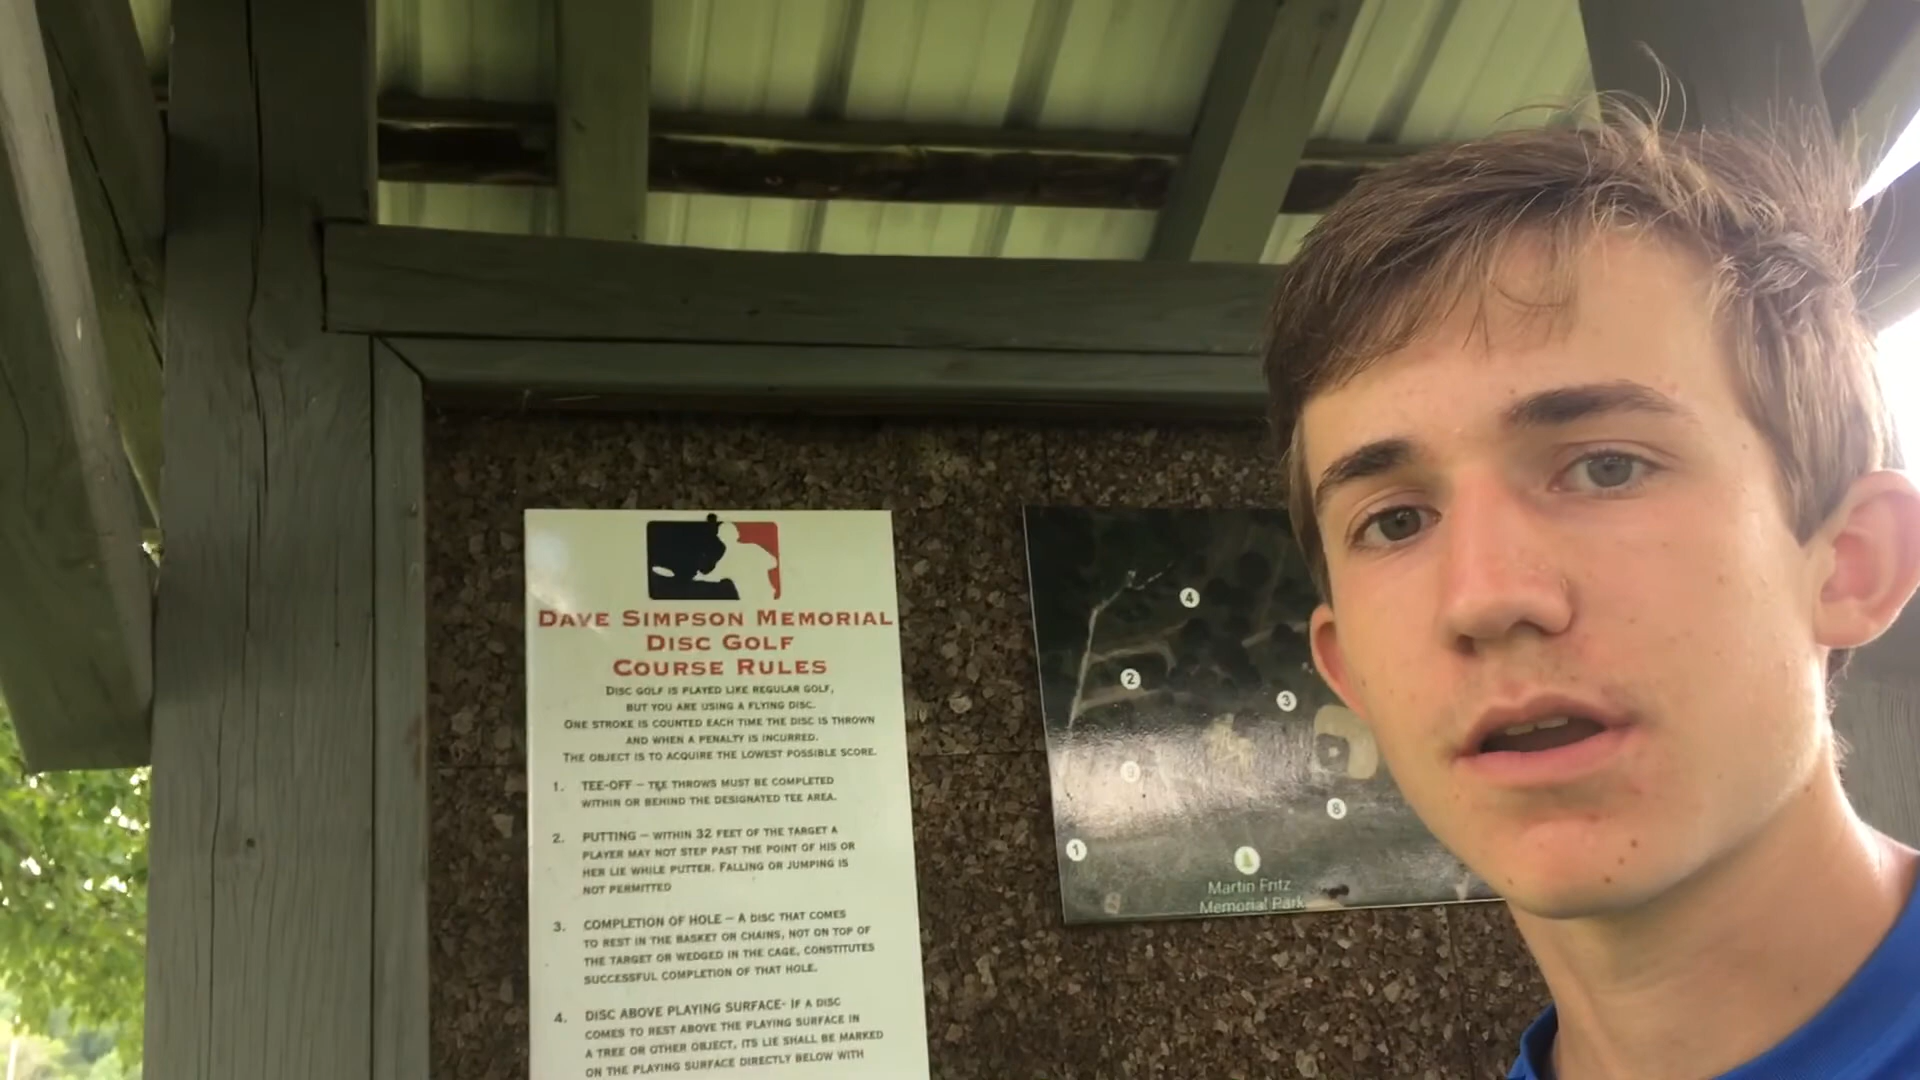 DAVE SIMPSON MEMORIAL
DISC GOLF
COURSE RULES
DISC GOLF IS PLAYED LIKE REGULAR GOLF,
BUT YOU ARE USING A FLYING DISC.
ONE STROKE IS COUNTED EACH TIME THE DISC IS THROWN
AND WHEN A PENALTY IS INCURRED.
THE OBJECT IS TO ACQUIRE THE LOWEST POSSIBLE SCORE.
1. TEE-OFF – TEE THROWS MUST BE COMPLETED
WITHIN OR BEHIND THE DESIGNATED TEE AREA.
2. PUTTING – WITHIN 32 FEET OF THE TARGET A
PLAYER MAY NOT STEP PAST THE POINT OF HIS OR
HER LIE WHILE PUTTER. FALLING OR JUMPING IS
NOT PERMITTED
3. COMPLETION OF HOLE – A DISC THAT COMES
TO REST IN THE BASKET OR CHAINS, NOT ON TOP OF
THE TARGET OR WEDGED IN THE CAGE, CONSTITUTES
SUCCESSFUL COMPLETION OF THAT HOLE.
4. DISC ABOVE PLAYING SURFACE- IF A DISC
COMES TO REST ABOVE THE PLAYING SURFACE IN
A TREE OR OTHER OBJECT, ITS LIE SHALL BE MARKED
ON THE PLAYING SURFACE DIRECTLY BELOW WITH
4
2
3
9
8
1
Martin Fritz
Memorial Park